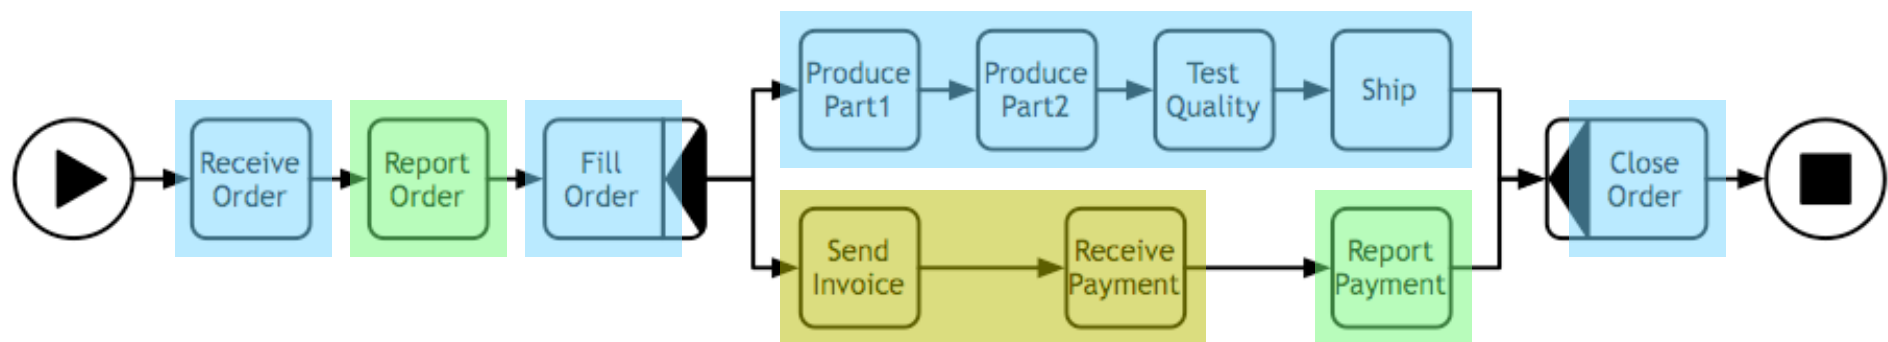 Receive
Order
Report
Order
Fill
Order
Produce
Part1
Produce
Part2
Test
Quality
Ship
Send
Invoice
Receive
Payment
Report
Payment
Close
Order